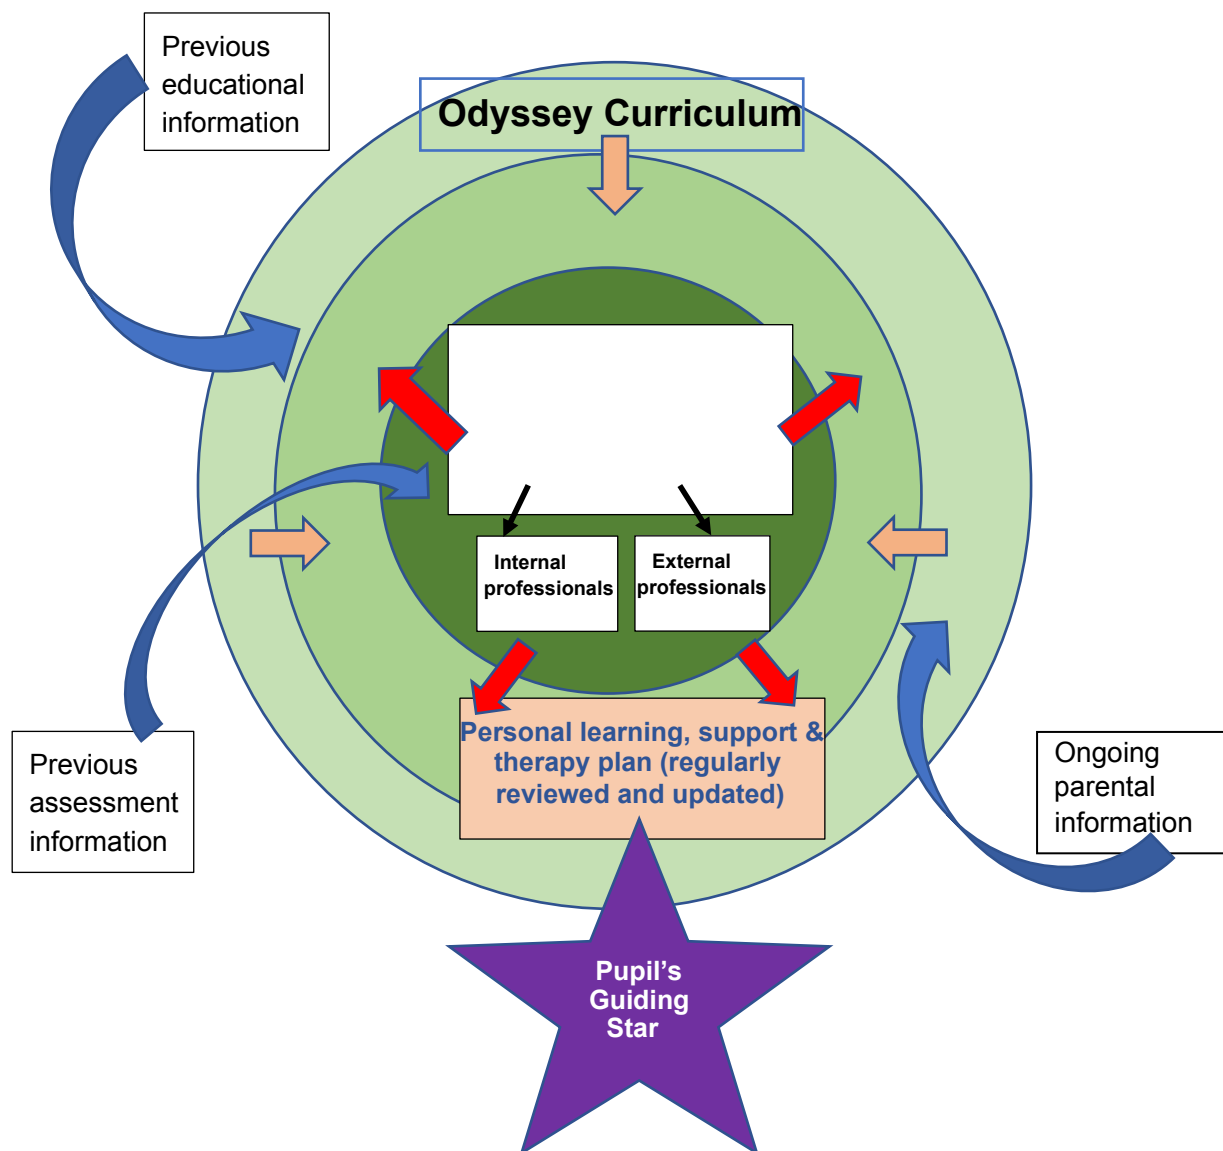 Previous
educational
information
Odyssey Curriculum
Internal
professionals
External
professionals
Personal learning, support &
therapy plan (regularly
reviewed and updated)
Previous
assessment
information
Ongoing
parental
information
Pupil’s
Guiding
Star